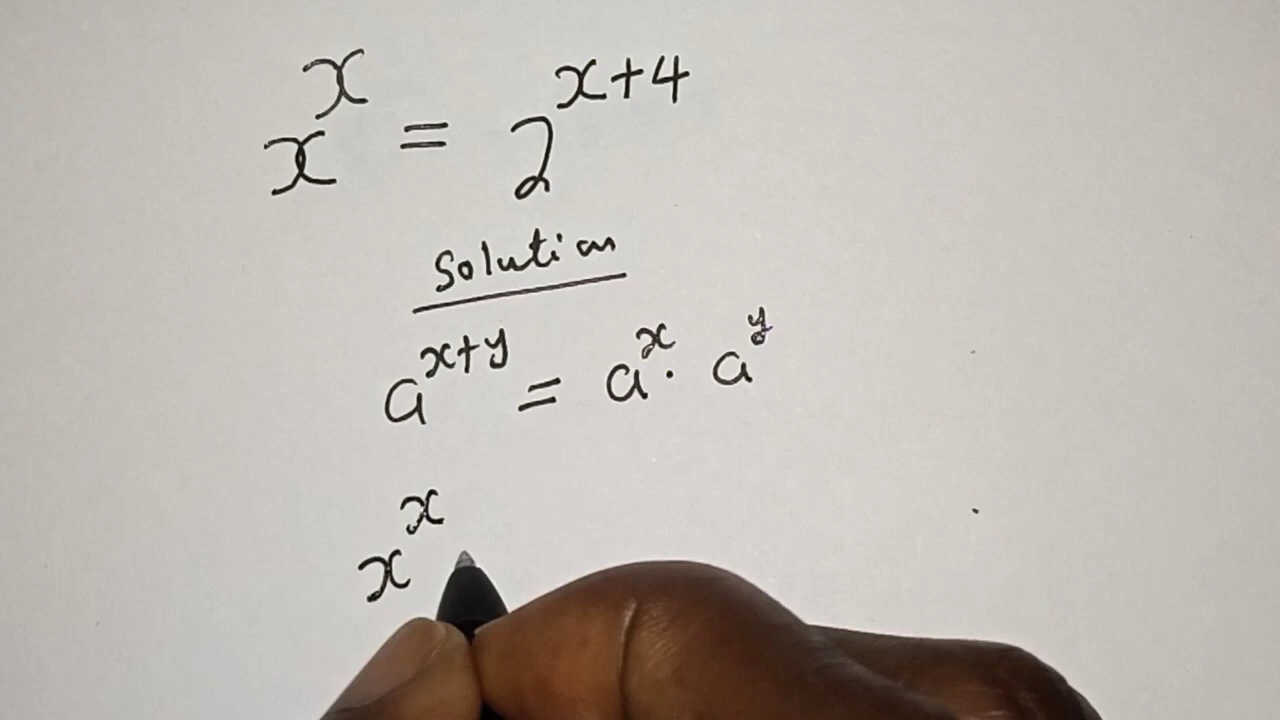 x^x = 2^{x+4}
Solution
a^{x+y} = a^x · a^y
x^x